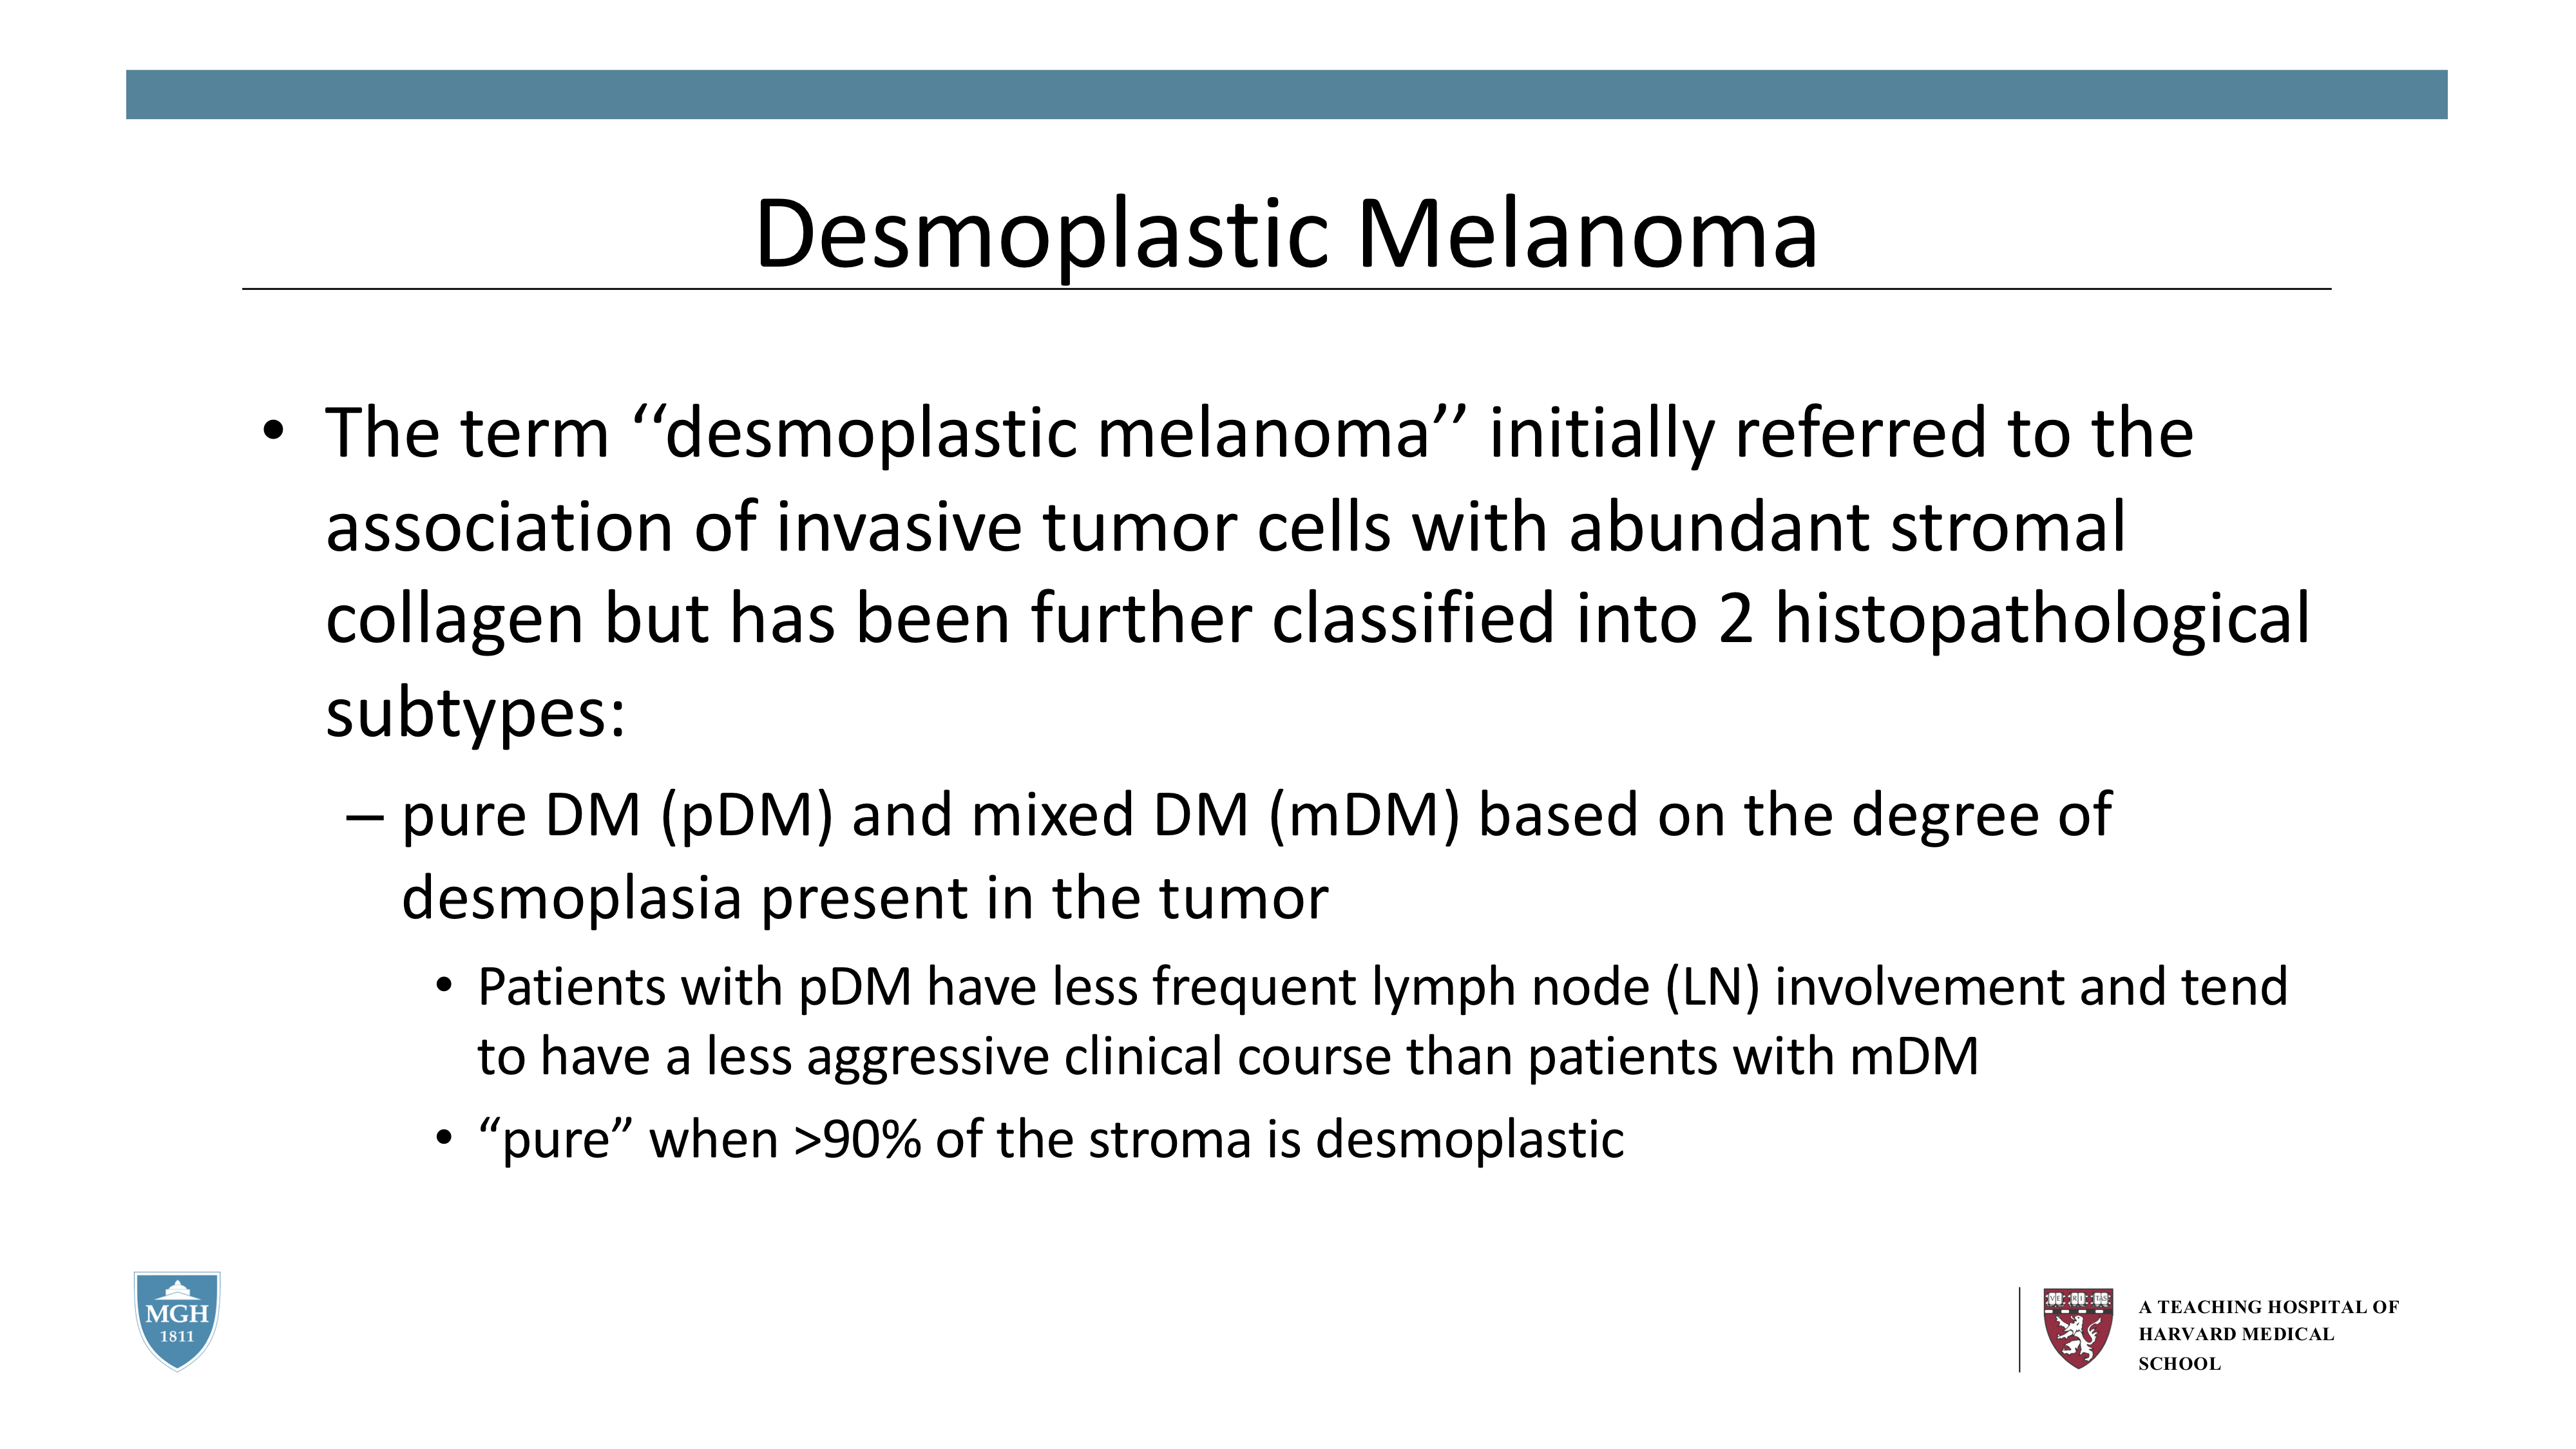 Desmoplastic Melanoma
• The term ‘‘desmoplastic melanoma’’ initially referred to the
association of invasive tumor cells with abundant stromal
collagen but has been further classified into 2 histopathological
subtypes:
– pure DM (pDM) and mixed DM (mDM) based on the degree of
desmoplasia present in the tumor
• Patients with pDM have less frequent lymph node (LN) involvement and tend
to have a less aggressive clinical course than patients with mDM
• “pure” when >90% of the stroma is desmoplastic
MGH
1811
VE RI TAS
A TEACHING HOSPITAL OF
HARVARD MEDICAL
SCHOOL